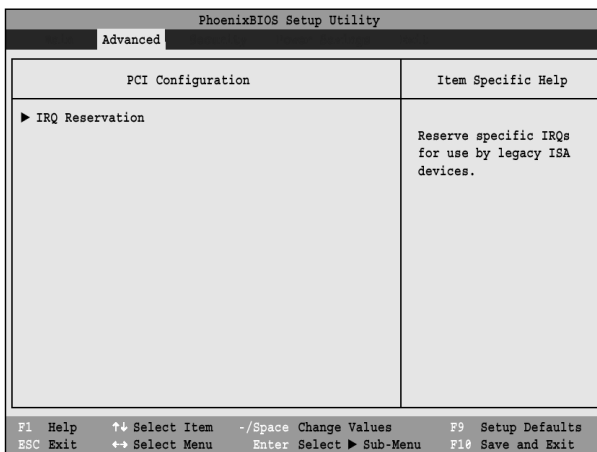 PhoenixBIOS Setup Utility
Advanced
PCI Configuration
Item Specific Help
▶ IRQ Reservation
Reserve specific IRQs
for use by legacy ISA
devices.
F1 Help ↑↓ Select Item -/Space Change Values F9 Setup Defaults
ESC Exit ←→ Select Menu Enter Select ▶ Sub-Menu F10 Save and Exit